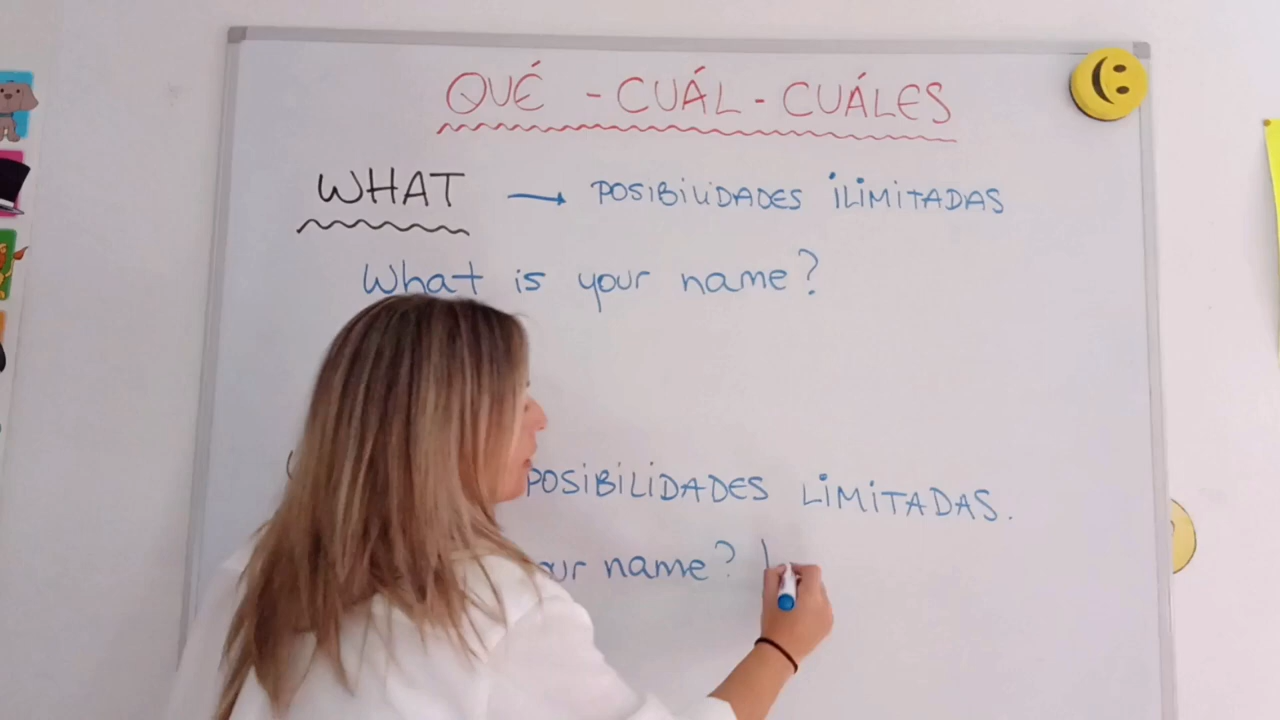 QUÉ - CUÁL - CUÁLES
WHAT → POSIBILIDADES ILIMITADAS
What is your name?
POSIBILIDADES LIMITADAS.
name?